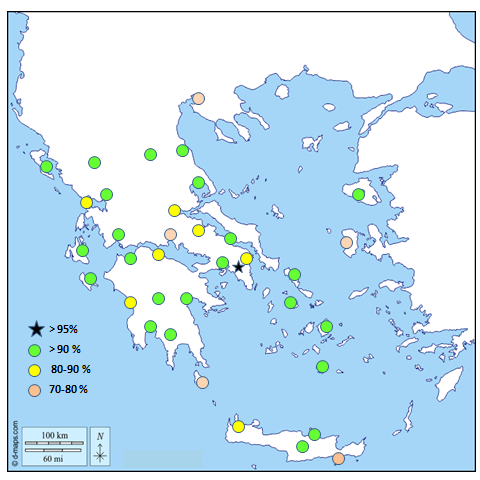 > 95%
> 90 %
80-90 %
70-80 %
100 km
60 mi
N
© d-maps.com